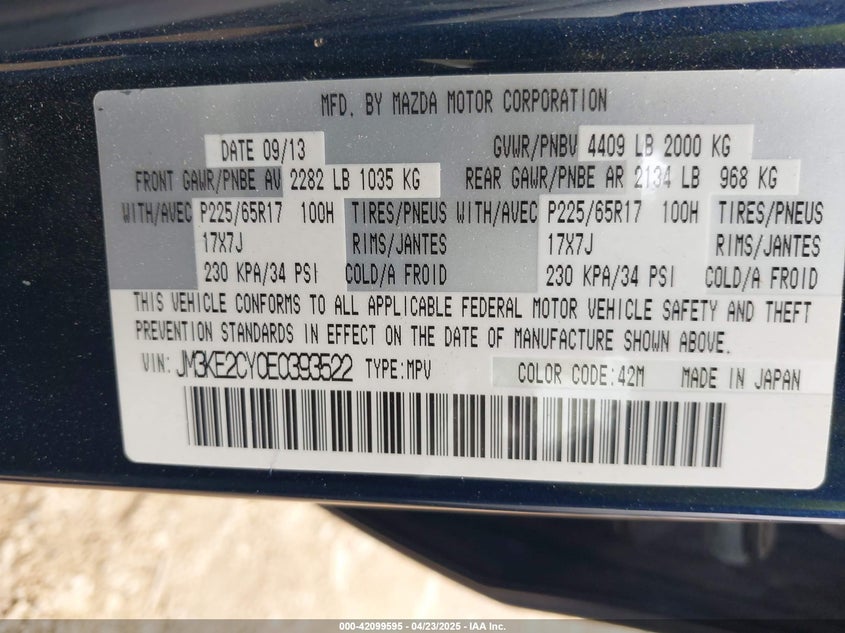 MFD. BY MAZDA MOTOR CORPORATION
DATE 09/13 GVWR/PNBV 4409 LB 2000 KG
FRONT GAWR/PNBE AV 2282 LB 1035 KG REAR GAWR/PNBE AR 2134 LB 968 KG
WITH/AVEC P225/65R17 100H TIRES/PNEUS WITH/AVEC P225/65R17 100H TIRES/PNEUS
17X7J RIMS/JANTES 17X7J RIMS/JANTES
230 KPA/34 PSI COLD/A FROID 230 KPA/34 PSI COLD/A FROID
THIS VEHICLE CONFORMS TO ALL APPLICABLE FEDERAL MOTOR VEHICLE SAFETY AND THEFT
PREVENTION STANDARDS IN EFFECT ON THE DATE OF MANUFACTURE SHOWN ABOVE.
VIN: JM3KE2CY0E0393522 TYPE:MPV COLOR CODE:42M MADE IN JAPAN
000-42099595 - 04/23/2025 - IAA Inc.